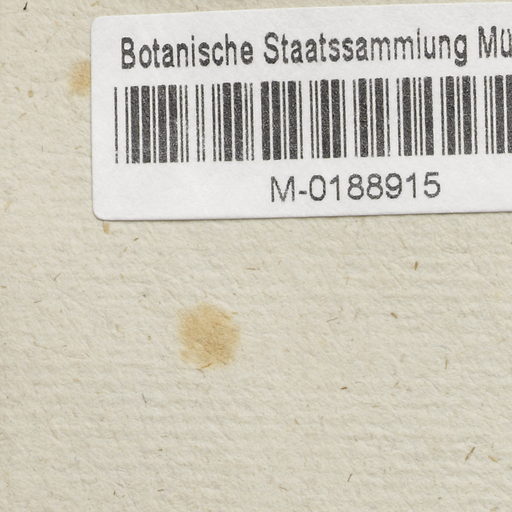 Botanische Staatssammlung Mü
M-0188915